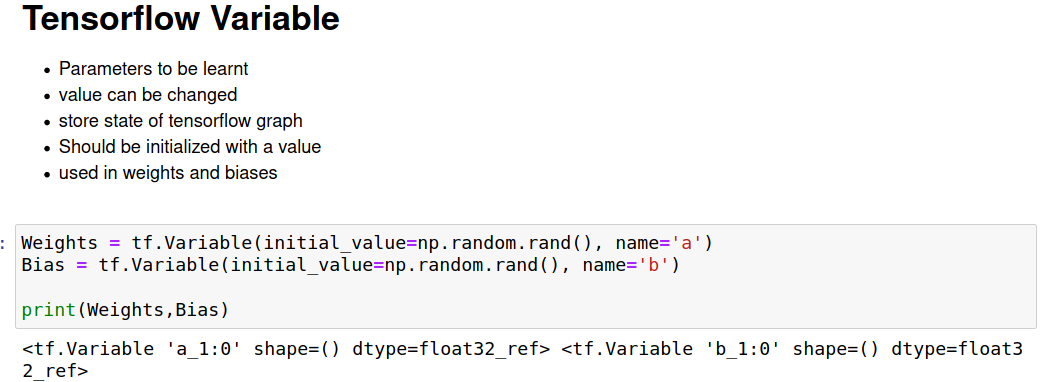 Tensorflow Variable
• Parameters to be learnt
• value can be changed
• store state of tensorflow graph
• Should be initialized with a value
• used in weights and biases
:
Weights = tf.Variable(initial_value=np.random.rand(), name='a')
Bias = tf.Variable(initial_value=np.random.rand(), name='b')
print(Weights,Bias)
<tf.Variable 'a_1:0' shape=() dtype=float32_ref> <tf.Variable 'b_1:0' shape=() dtype=float3
2_ref>